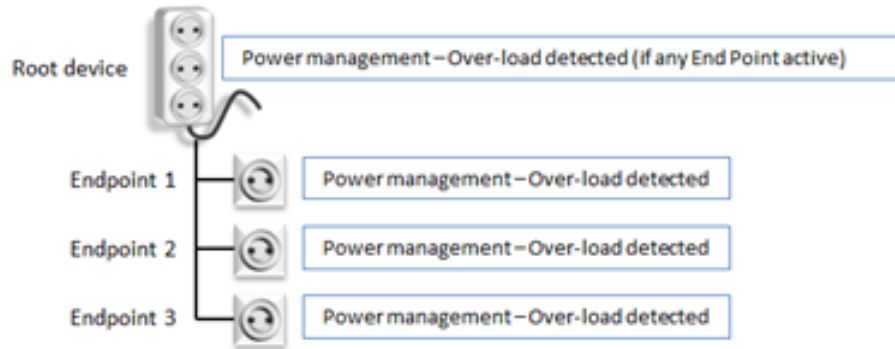 Root device
Power management – Over-load detected (if any End Point active)
Endpoint 1
Power management – Over-load detected
Endpoint 2
Power management – Over-load detected
Endpoint 3
Power management – Over-load detected